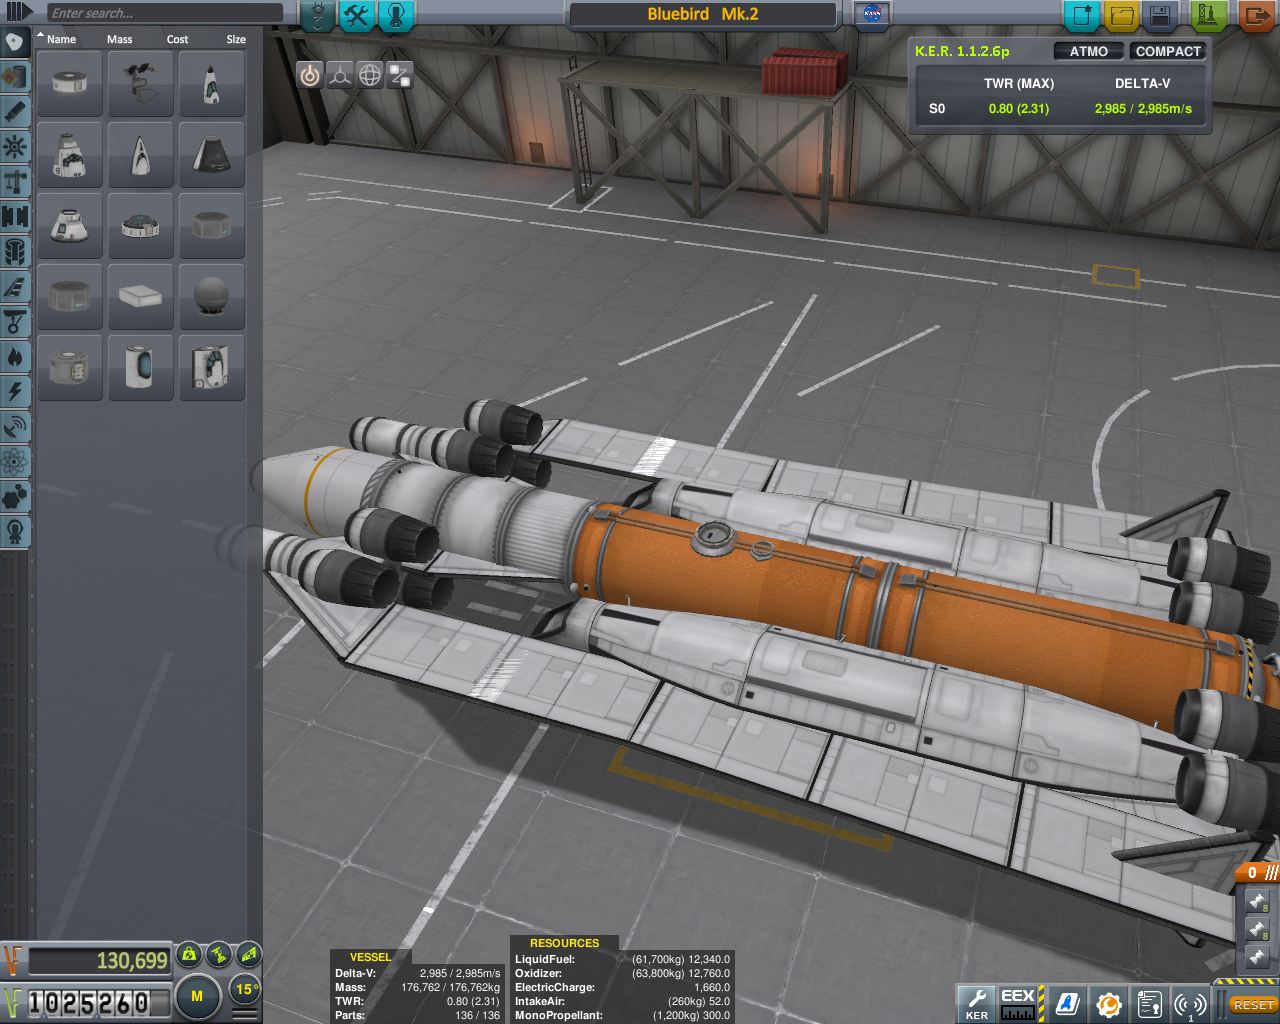 Enter search...
Bluebird Mk.2
NASA
Name Mass Cost Size
K.E.R. 1.1.2.6p ATMO COMPACT
TWR (MAX) DELTA-V
S0 0.80 (2.31) 2,985 / 2,985m/s
0
8
8
130,699
1025260
M
15°
VESSEL
Delta-V: 2,985 / 2,985m/s
Mass: 176,762 / 176,762kg
TWR: 0.80 (2.31)
Parts: 136 / 136
RESOURCES
LiquidFuel: (61,700kg) 12,340.0
Oxidizer: (63,800kg) 12,760.0
ElectricCharge: 1,660.0
IntakeAir: (260kg) 52.0
MonoPropellant: (1,200kg) 300.0
KER
EEX
1
RESET